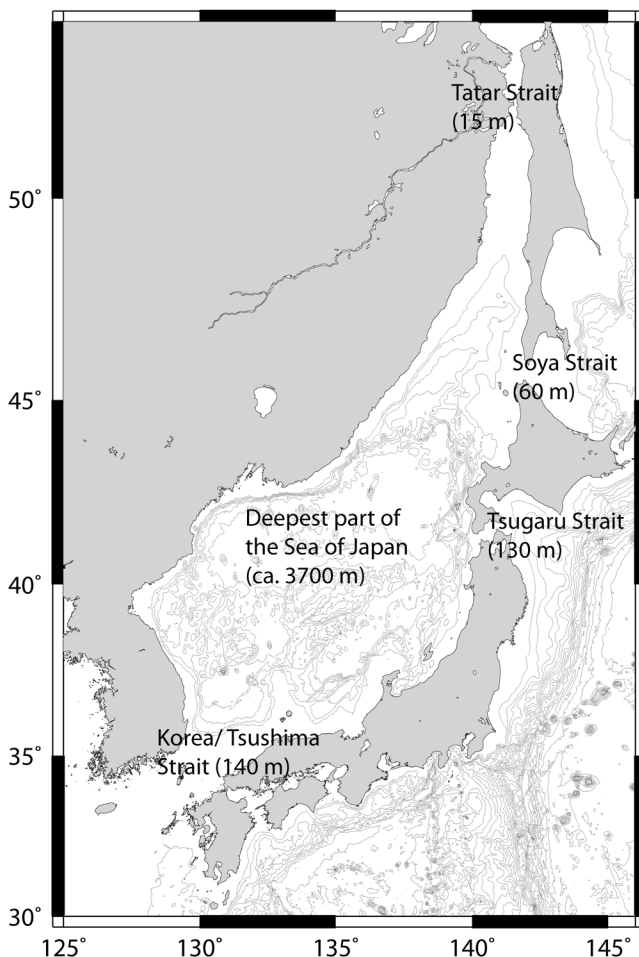 Tatar Strait
(15 m)
50°
Soya Strait
(60 m)
45°
Deepest part of
the Sea of Japan
(ca. 3700 m)
Tsugaru Strait
(130 m)
40°
Korea/ Tsushima
Strait (140 m)
35°
30°
125°
130°
135°
140°
145°